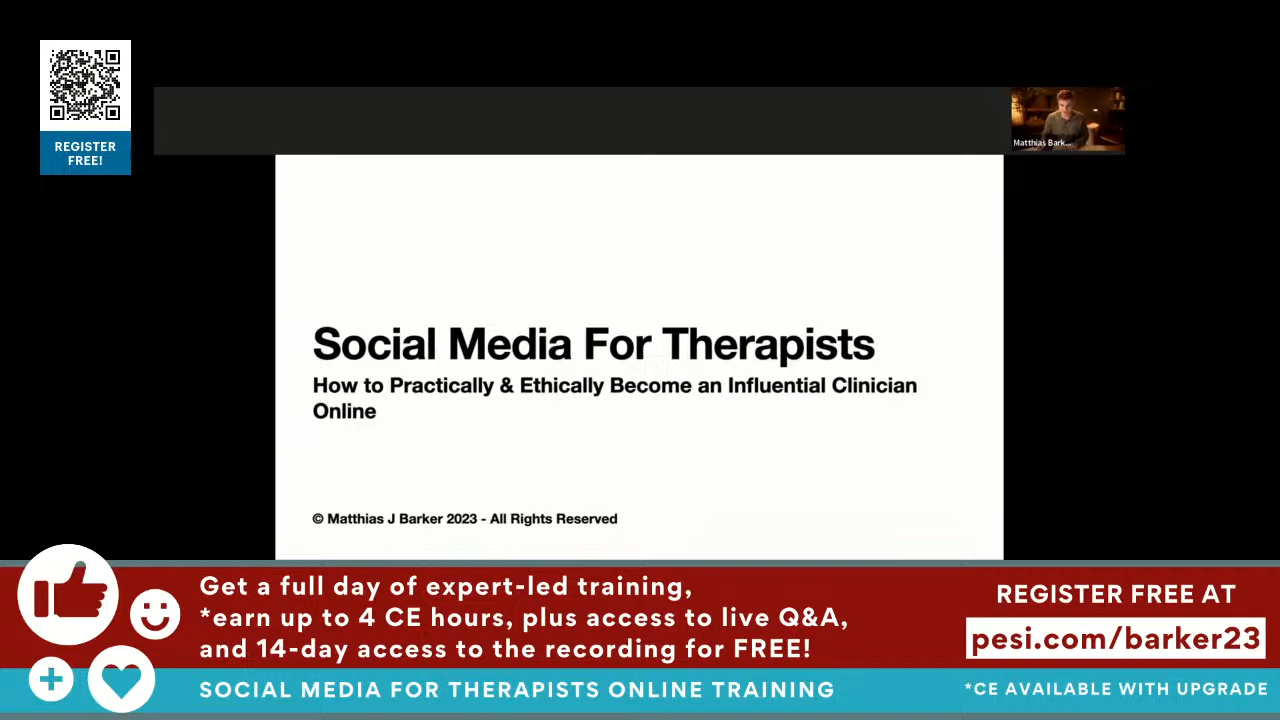 REGISTER
FREE!
Matthias Bark...
Social Media For Therapists
How to Practically & Ethically Become an Influential Clinician
Online
© Matthias J Barker 2023 - All Rights Reserved
Get a full day of expert-led training,
*earn up to 4 CE hours, plus access to live Q&A,
and 14-day access to the recording for FREE!
REGISTER FREE AT
pesi.com/barker23
SOCIAL MEDIA FOR THERAPISTS ONLINE TRAINING
*CE AVAILABLE WITH UPGRADE